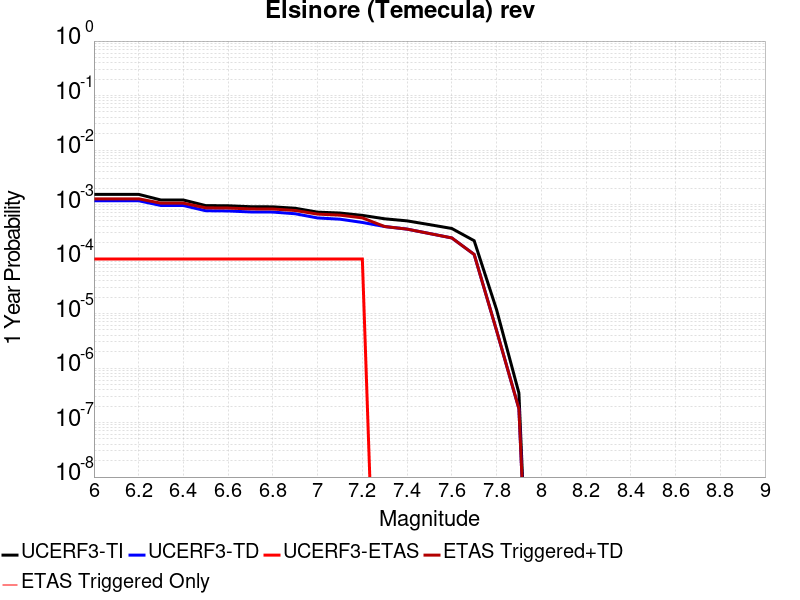 Elsinore (Temecula) rev
10^0
10^-1
10^-2
10^-3
10^-4
10^-5
10^-6
10^-7
10^-8
1 Year Probability
6 6.2 6.4 6.6 6.8 7 7.2 7.4 7.6 7.8 8 8.2 8.4 8.6 8.8 9
Magnitude
UCERF3-TI UCERF3-TD UCERF3-ETAS ETAS Triggered+TD
ETAS Triggered Only